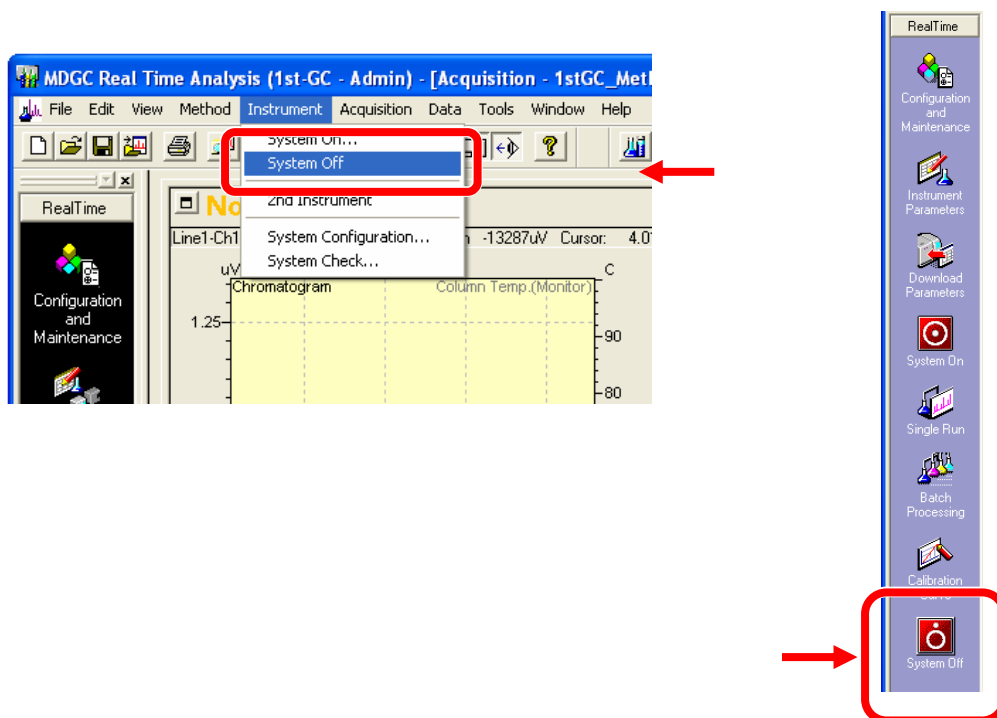 MDGC Real Time Analysis (1st-GC - Admin) - [Acquisition - 1stGC_Met
File Edit View Method Instrument Acquisition Data Tools Window Help
System On...
System Off
2nd Instrument
System Configuration...
System Check...
RealTime
Configuration
and
Maintenance
No
Line1-Ch1 -13287uV Cursor: 4.0
uV C
Chromatogram Column Temp.(Monitor)
1.25
90
80
RealTime
Configuration
and
Maintenance
Instrument
Parameters
Download
Parameters
System On
Single Run
Batch
Processing
Calibration
System Off